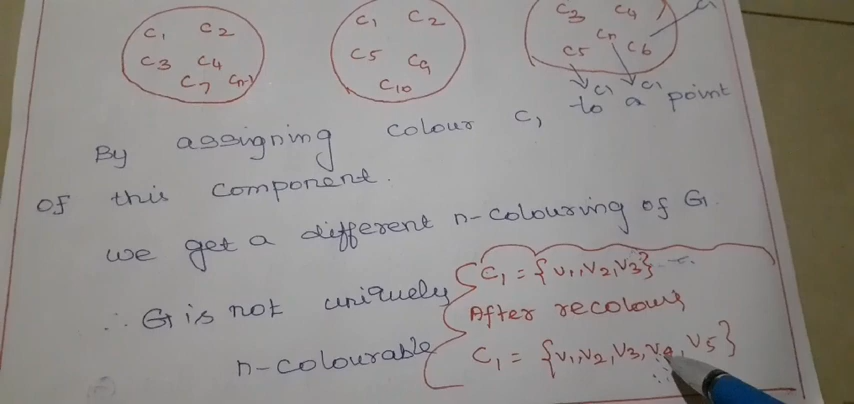 C1 C2
C3 C4
C7 Cn-1
C1 C2
C5 C9
C10
C3 C4
Cn
C5 C6
C1 C1
By assigning colour C1 to a point
of this component.
we get a different n-colouring of G.
∴ G is not uniquely
n-colourable
C1 = {V1, V2, V3}
After recolour
C1 = {V1, V2, V3, V4, V5}